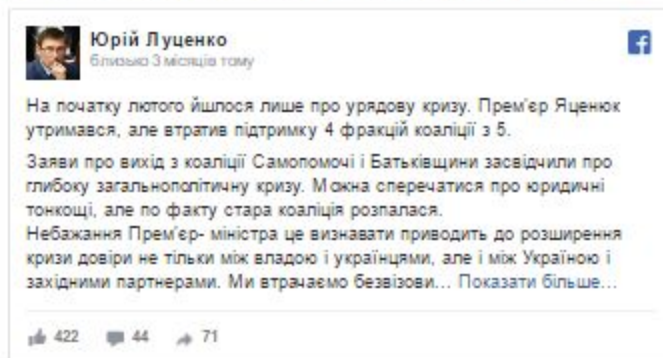 Юрій Луценко
близько 3 місяців тому
На початку лютого йшлося лише про урядову кризу. Прем'єр Яценюк
утримався, але втратив підтримку 4 фракцій коаліції з 5.
Заяви про вихід з коаліції Самопомочі і Батьківщини засвідчили про
глибоку загальнополітичну кризу. Можна сперечатися про юридичні
тонкощі, але по факту стара коаліція розпалася.
Небажання Прем'єр- міністра це визнавати приводить до розширення
кризи довіри не тільки між владою і українцями, але і між Україною і
західними партнерами. Ми втрачаємо безвізови... Показати більше...
422 44 71